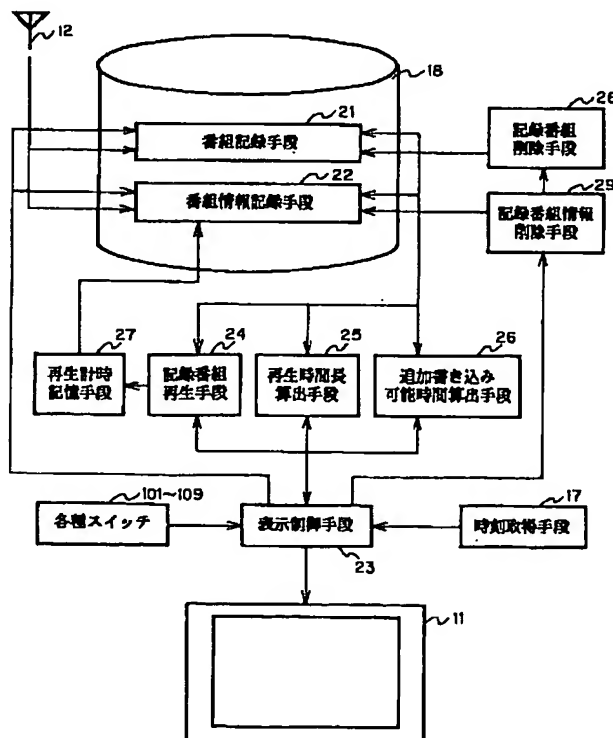 12
18
21
番組記録手段
22
番組情報記録手段
28
記録番組
削除手段
29
記録番組情報
削除手段
27
再生計時
記憶手段
24
記録番組
再生手段
25
再生時間長
算出手段
26
追加書き込み
可能時間算出手段
101~109
各種スイッチ
表示制御手段
23
17
時刻取得手段
11